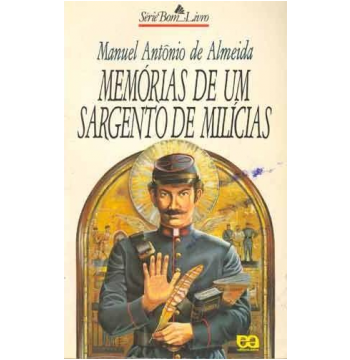 Série Bom Livro
Manuel Antônio de Almeida
MEMÓRIAS DE UM
SARGENTO DE MILÍCIAS